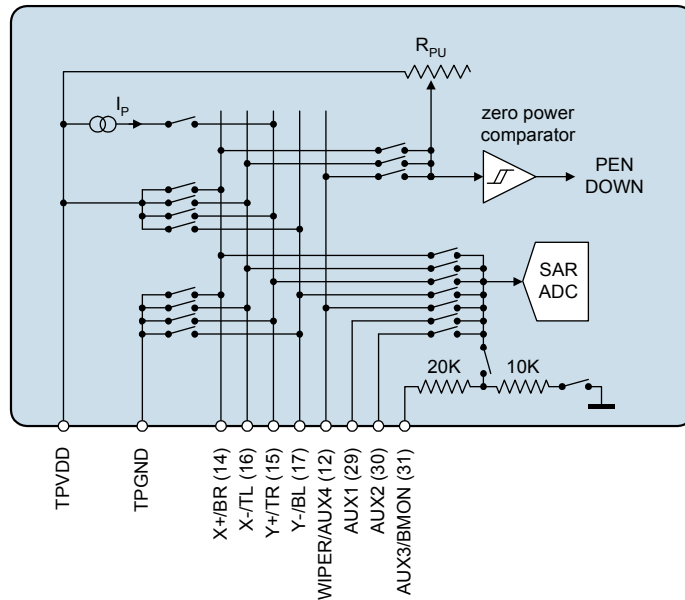 RPU
IP
zero power
comparator
PEN
DOWN
SAR
ADC
20K
10K
TPVDD
TPGND
X+/BR (14)
X-/TL (16)
Y+/TR (15)
Y-/BL (17)
WIPER/AUX4 (12)
AUX1 (29)
AUX2 (30)
AUX3/BMON (31)